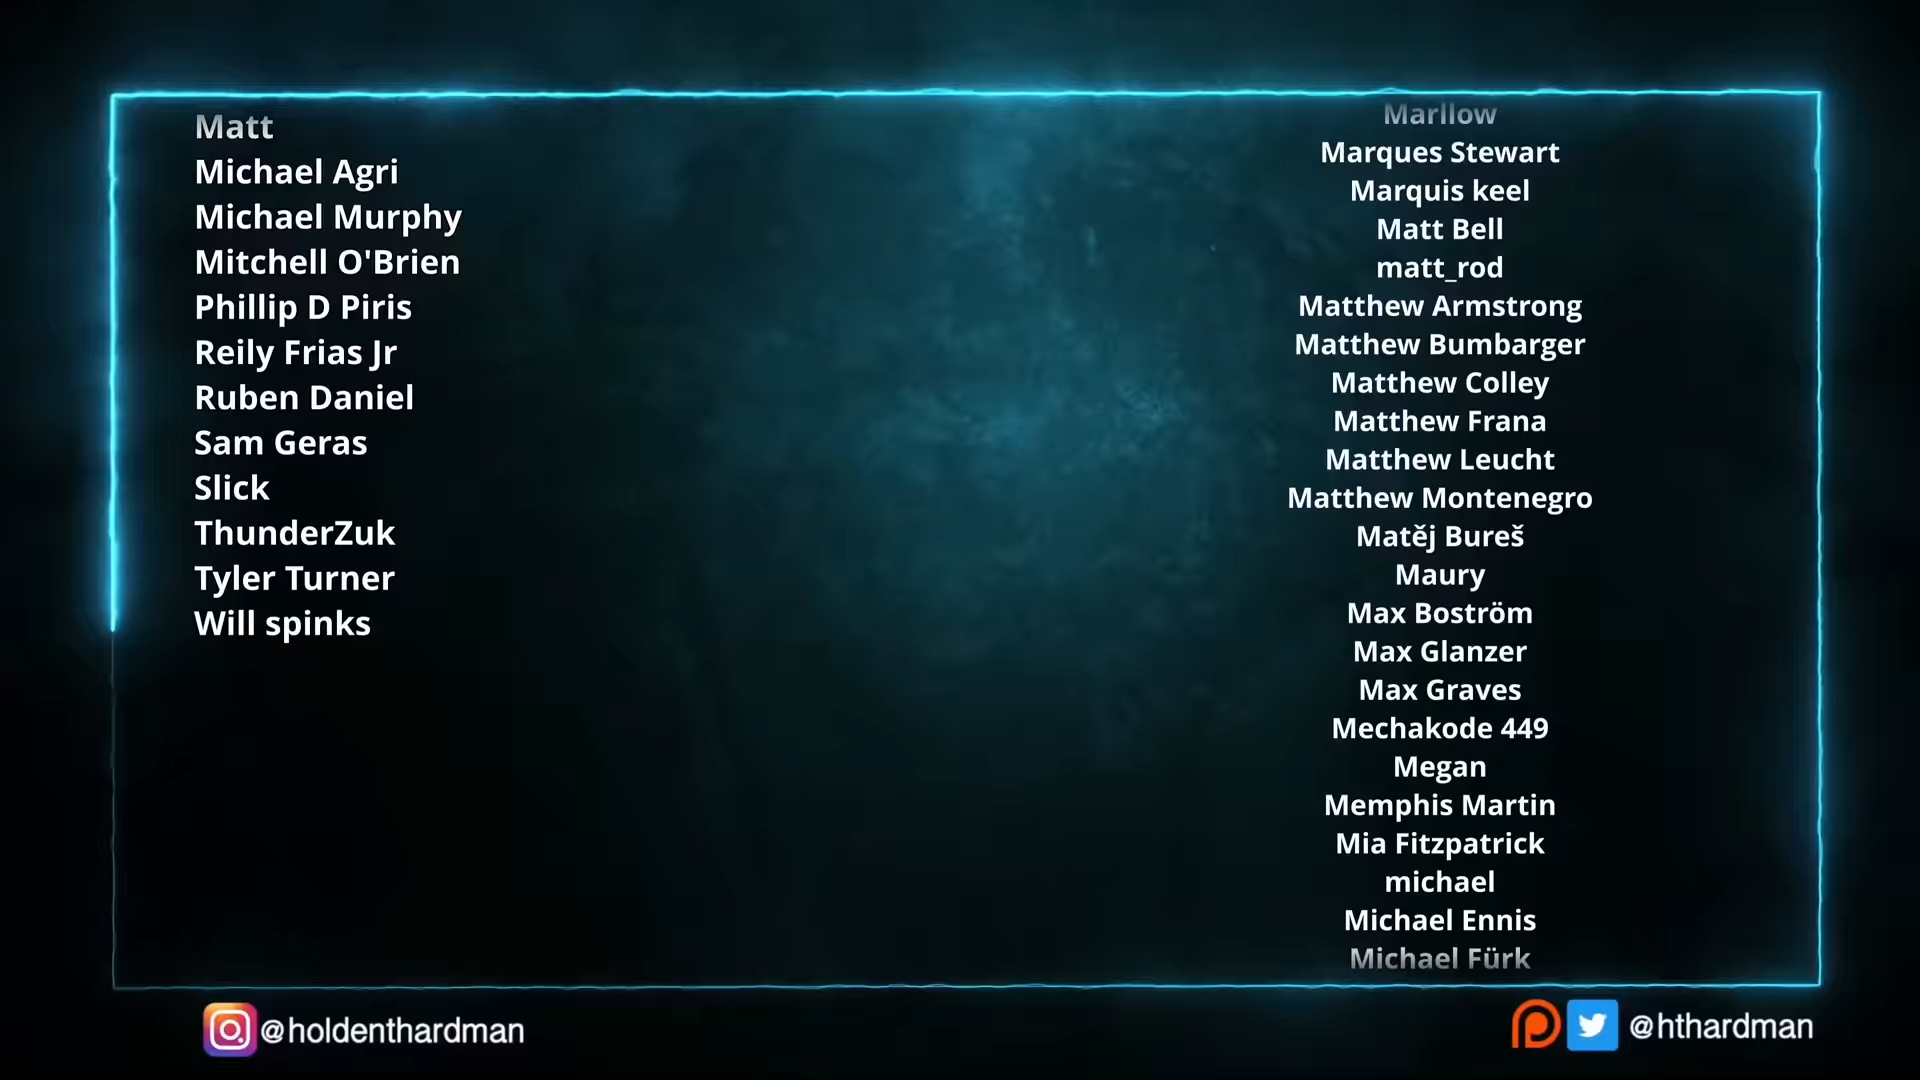 Matt
Michael Agri
Michael Murphy
Mitchell O'Brien
Phillip D Piris
Reily Frias Jr
Ruben Daniel
Sam Geras
Slick
ThunderZuk
Tyler Turner
Will spinks
Marllow
Marques Stewart
Marquis keel
Matt Bell
matt_rod
Matthew Armstrong
Matthew Bumbarger
Matthew Colley
Matthew Frana
Matthew Leucht
Matthew Montenegro
Matěj Bureš
Maury
Max Boström
Max Glanzer
Max Graves
Mechakode 449
Megan
Memphis Martin
Mia Fitzpatrick
michael
Michael Ennis
Michael Fürk
@holdenthardman
@hthardman